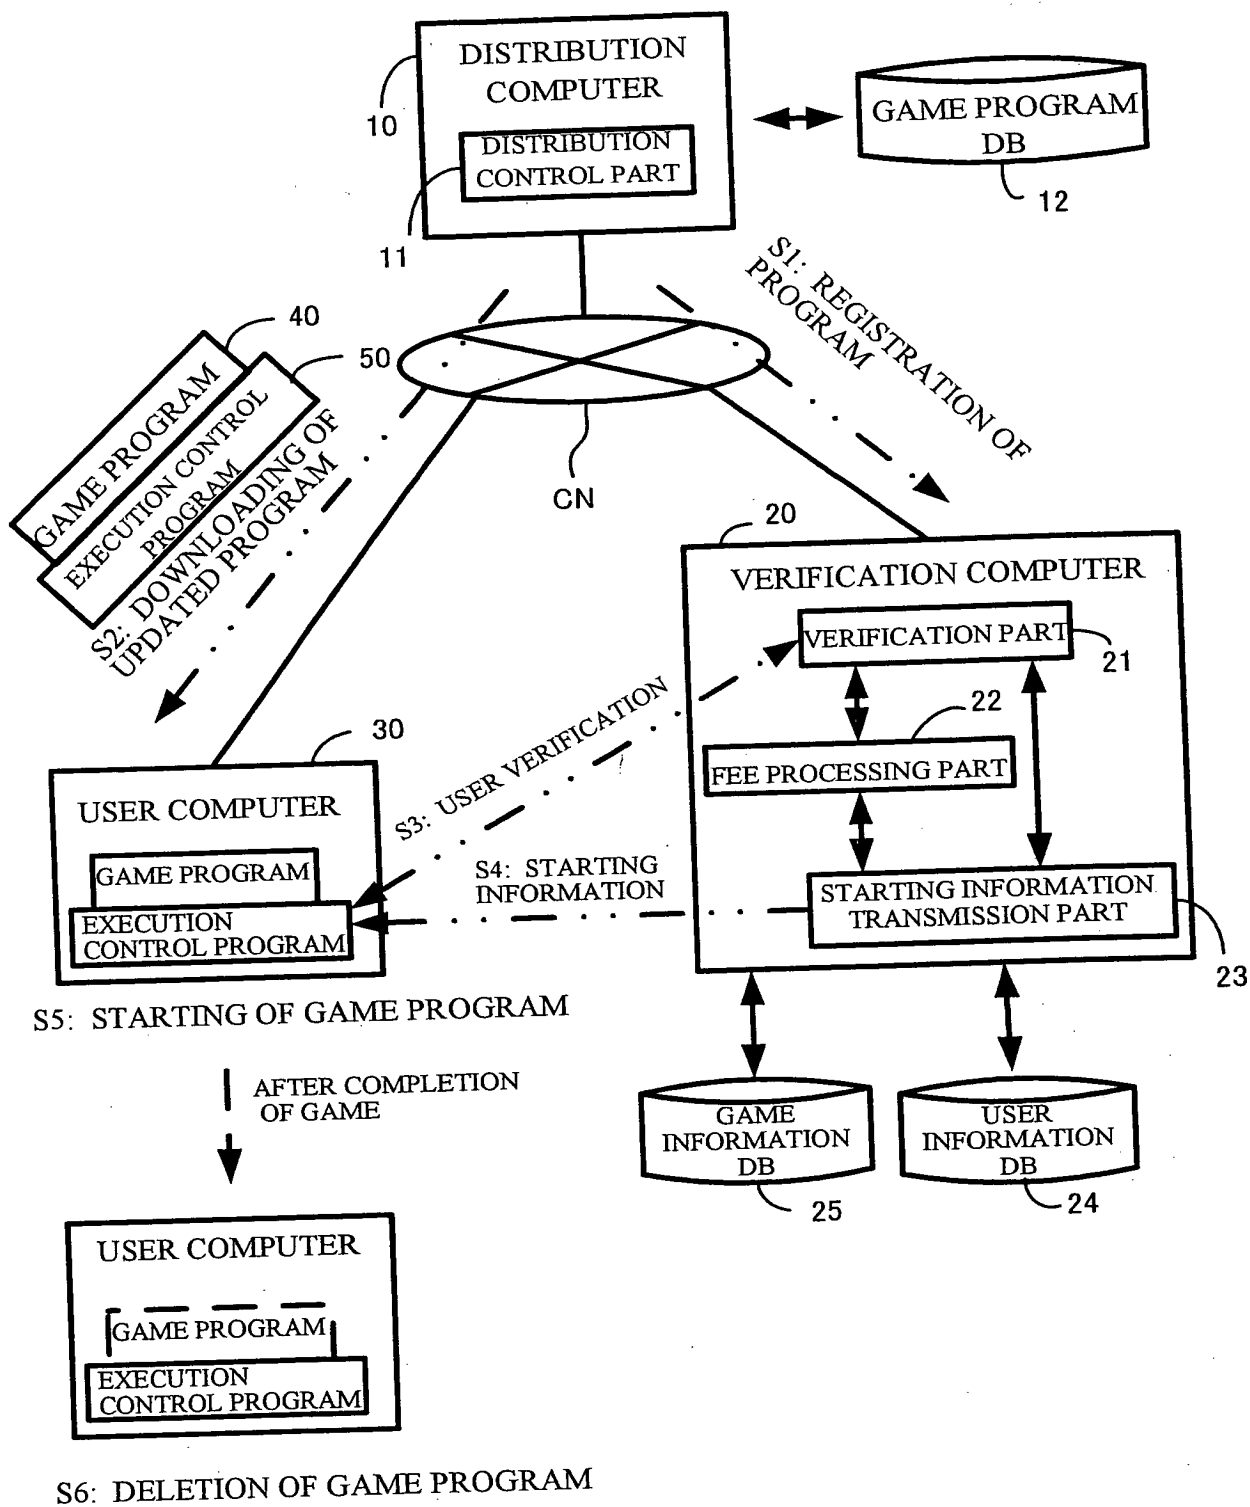 DISTRIBUTION
COMPUTER
10
DISTRIBUTION
CONTROL PART
11
GAME PROGRAM
DB
12
S1: REGISTRATION OF
PROGRAM
40
GAME PROGRAM
50
EXECUTION CONTROL
PROGRAM
S2: DOWNLOADING OF
UPDATED PROGRAM
CN
20
VERIFICATION COMPUTER
VERIFICATION PART
21
22
FEE PROCESSING PART
STARTING INFORMATION
TRANSMISSION PART
23
30
USER COMPUTER
GAME PROGRAM
EXECUTION
CONTROL PROGRAM
S3: USER VERIFICATION
S4: STARTING
INFORMATION
S5: STARTING OF GAME PROGRAM
AFTER COMPLETION
OF GAME
GAME
INFORMATION
DB
25
USER
INFORMATION
DB
24
USER COMPUTER
GAME PROGRAM
EXECUTION
CONTROL PROGRAM
S6: DELETION OF GAME PROGRAM